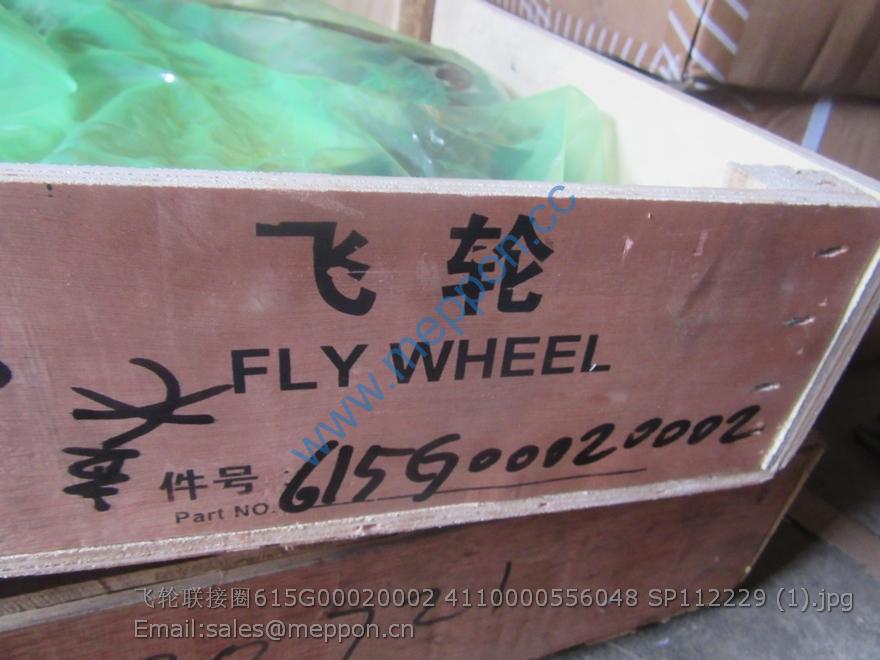 飞轮
FLY WHEEL
件号:
Part NO. 615G00020002
www.meppon.cc
飞轮联接圈615G00020002 4110000556048 SP112229 (1).jpg
Email:sales@meppon.cn